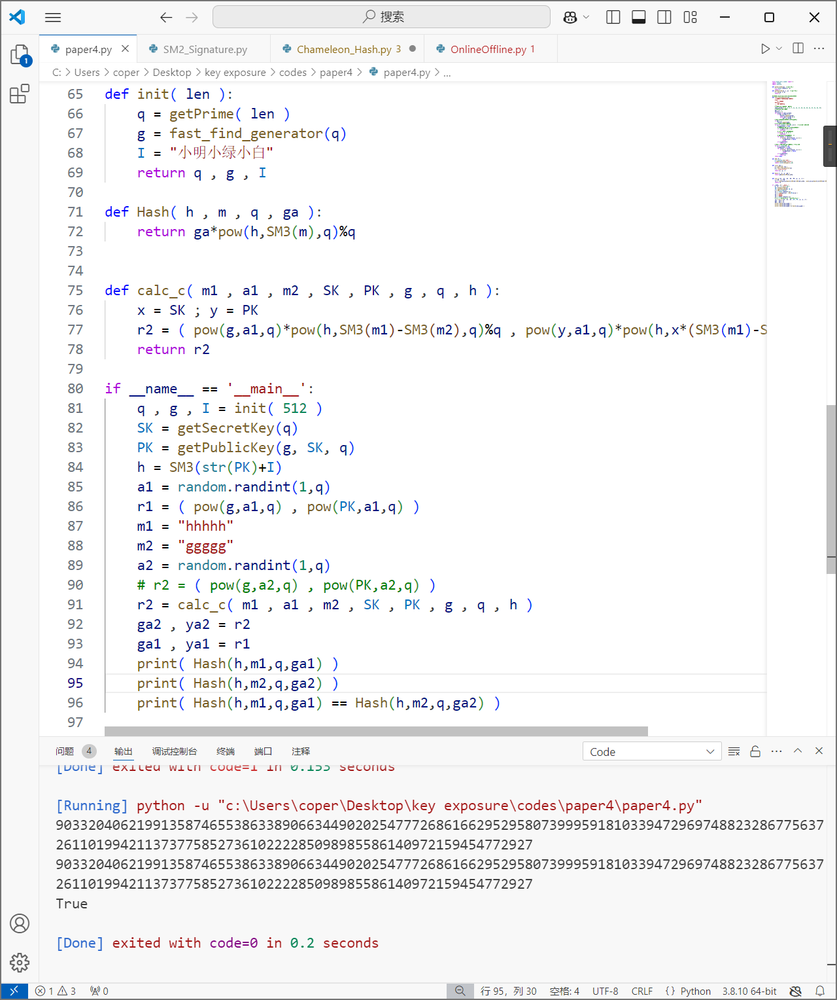 搜索
paper4.py
SM2_Signature.py
Chameleon_Hash.py 3
OnlineOffline.py 1
C: > Users > coper > Desktop > key exposure > codes > paper4 > paper4.py > ...
65 def init( len ):
66 q = getPrime( len )
67 g = fast_find_generator(q)
68 I = "小明小绿小白"
69 return q , g , I
70
71 def Hash( h , m , q , ga ):
72 return ga*pow(h,SM3(m),q)%q
73
74
75 def calc_c( m1 , a1 , m2 , SK , PK , g , q , h ):
76 x = SK ; y = PK
77 r2 = ( pow(g,a1,q)*pow(h,SM3(m1)-SM3(m2),q)%q , pow(y,a1,q)*pow(h,x*(SM3(m1)-S
78 return r2
79
80 if __name__ == '__main__':
81 q , g , I = init( 512 )
82 SK = getSecretKey(q)
83 PK = getPublicKey(g, SK, q)
84 h = SM3(str(PK)+I)
85 a1 = random.randint(1,q)
86 r1 = ( pow(g,a1,q) , pow(PK,a1,q) )
87 m1 = "hhhhh"
88 m2 = "ggggg"
89 a2 = random.randint(1,q)
90 # r2 = ( pow(g,a2,q) , pow(PK,a2,q) )
91 r2 = calc_c( m1 , a1 , m2 , SK , PK , g , q , h )
92 ga2 , ya2 = r2
93 ga1 , ya1 = r1
94 print( Hash(h,m1,q,ga1) )
95 print( Hash(h,m2,q,ga2) )
96 print( Hash(h,m1,q,ga1) == Hash(h,m2,q,ga2) )
97
问题 4 输出 调试控制台 终端 端口 注释 Code
[Done] exited with code=1 in 0.153 seconds
[Running] python -u "c:\Users\coper\Desktop\key exposure\codes\paper4\paper4.py"
903320406219913587465538633890663449020254777268616629529580739995918103394729697488232867756​37
261101994211373775852736102222850989855861409721594547729​27
903320406219913587465538633890663449020254777268616629529580739995918103394729697488232867756​37
261101994211373775852736102222850989855861409721594547729​27
True
[Done] exited with code=0 in 0.2 seconds
1 3 0 行 95, 列 30 空格: 4 UTF-8 CRLF {} Python 3.8.10 64-bit